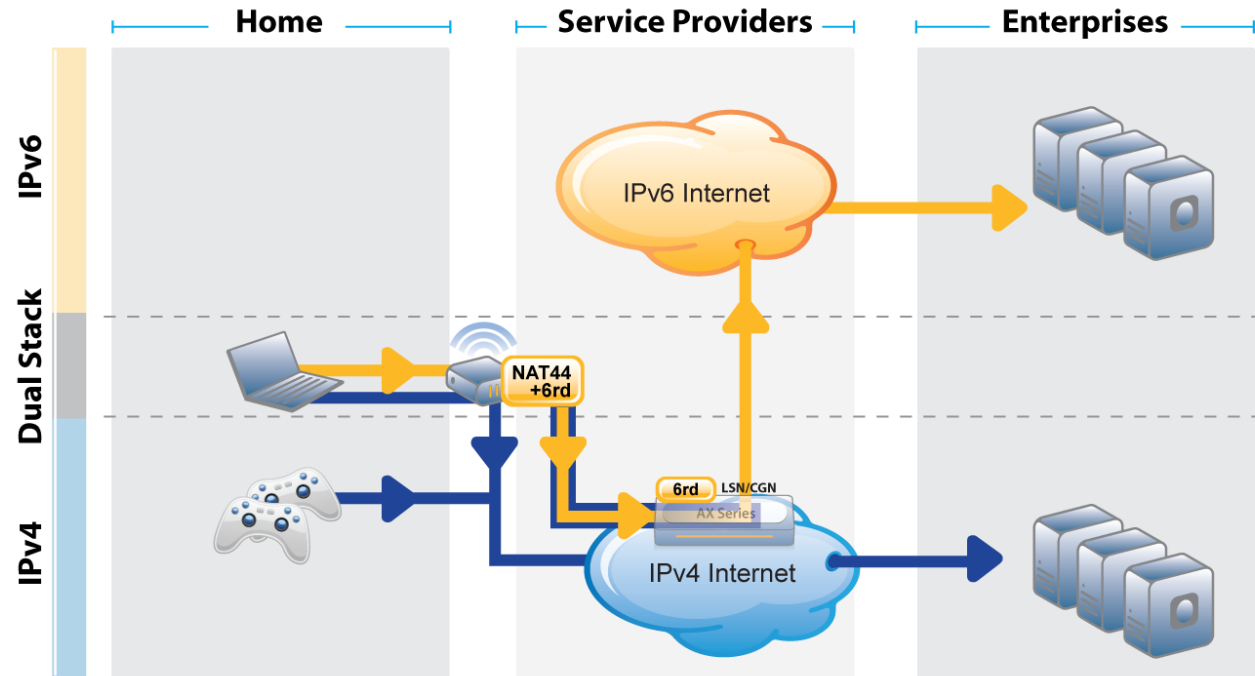 Home
Service Providers
Enterprises
IPv6
Dual Stack
IPv4
IPv6 Internet
NAT44
+6rd
6rd
LSN/CGN
AX Series
IPv4 Internet